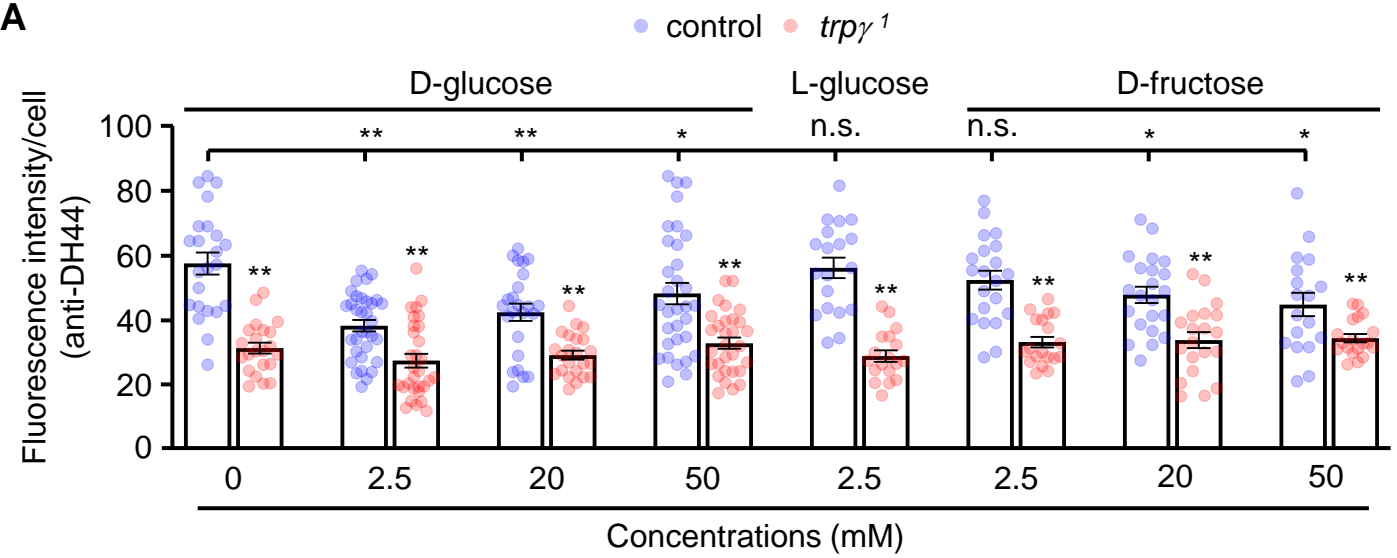 A
control trpγ 1
D-glucose L-glucose D-fructose
** ** * n.s. n.s. * *
** ** ** ** ** ** ** **
Fluorescence intensity/cell
(anti-DH44)
100
80
60
40
20
0
0 2.5 20 50 2.5 2.5 20 50
Concentrations (mM)